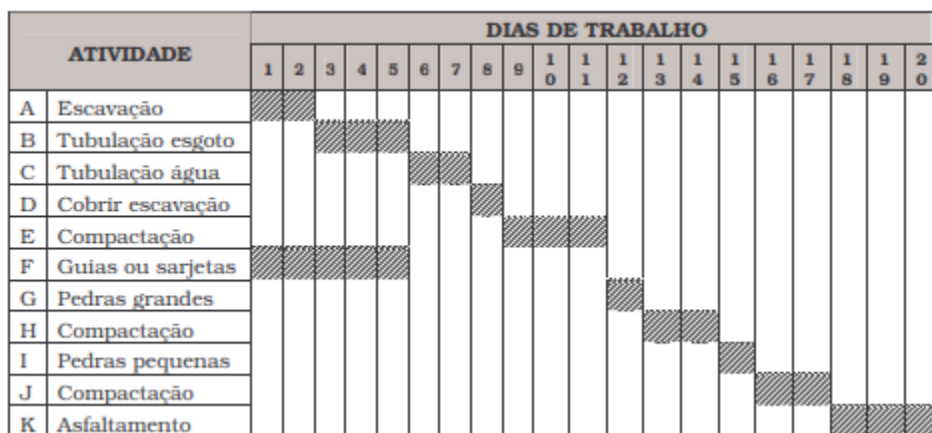 ATIVIDADE DIAS DE TRABALHO
1 2 3 4 5 6 7 8 9 10 11 12 13 14 15 16 17 18 19 20
A Escavação
B Tubulação esgoto
C Tubulação água
D Cobrir escavação
E Compactação
F Guias ou sarjetas
G Pedras grandes
H Compactação
I Pedras pequenas
J Compactação
K Asfaltamento